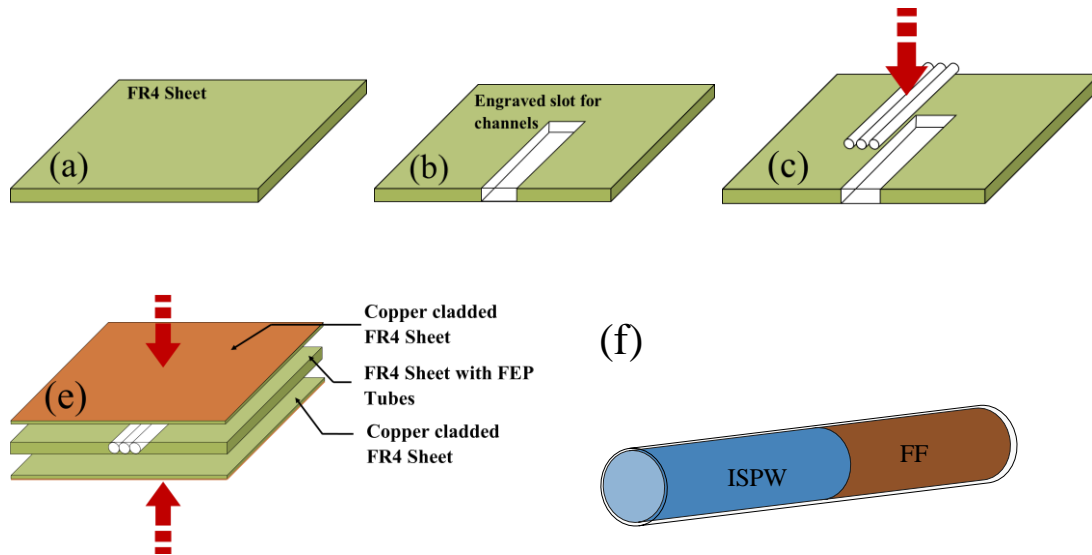 FR4 Sheet
(a)
Engraved slot for
channels
(b)
(c)
Copper cladded
FR4 Sheet
FR4 Sheet with FEP
Tubes
Copper cladded
FR4 Sheet
(e)
(f)
ISPW
FF